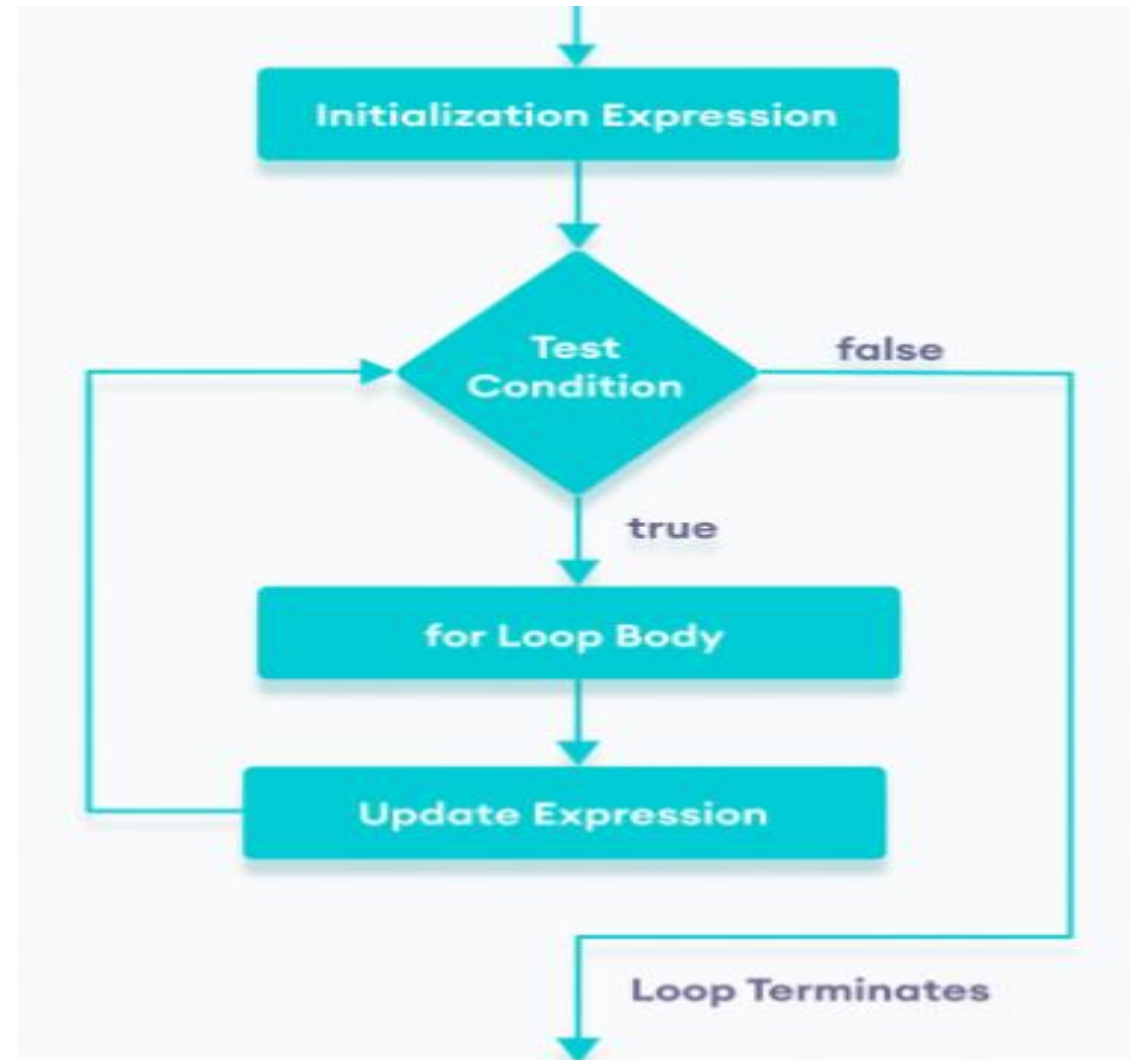 Initialization Expression
Test
Condition
false
true
for Loop Body
Update Expression
Loop Terminates